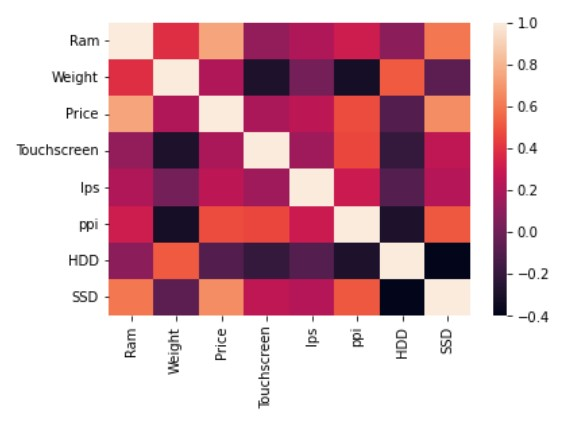 Ram
Weight
Price
Touchscreen
Ips
ppi
HDD
SSD
Ram
Weight
Price
Touchscreen
Ips
ppi
HDD
SSD
1.0
0.8
0.6
0.4
0.2
0.0
−0.2
−0.4